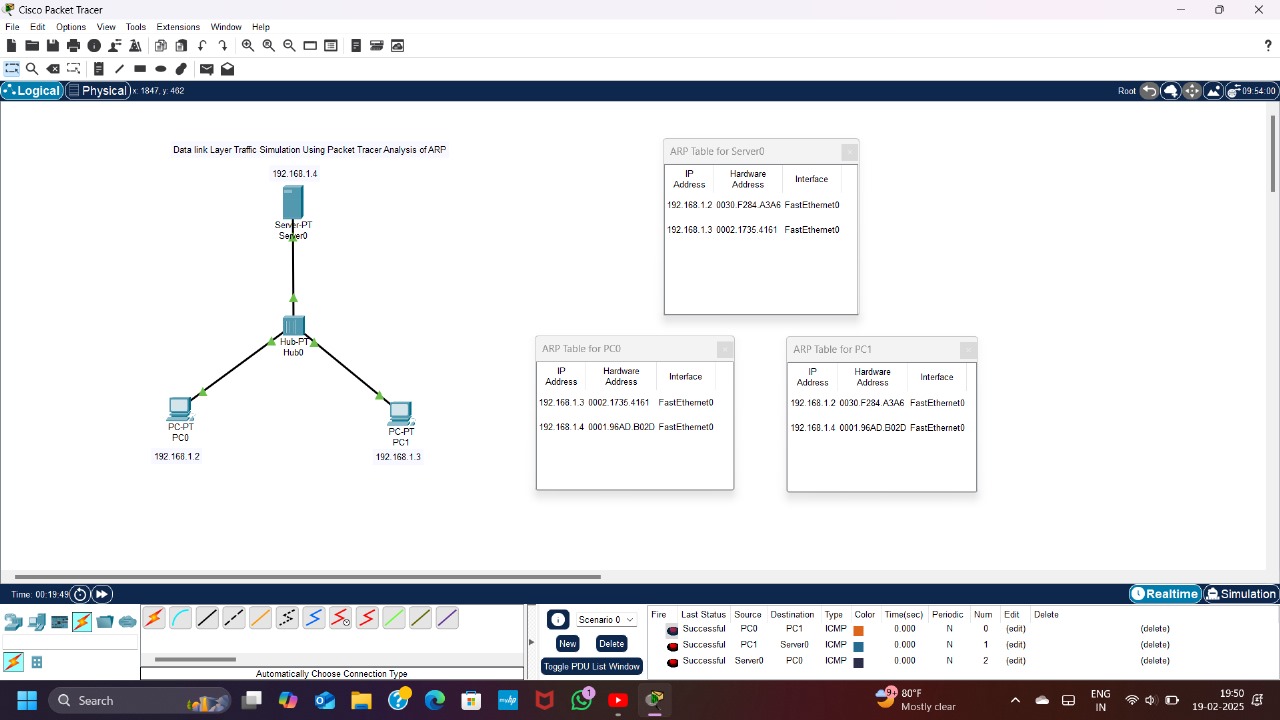 Cisco Packet Tracer
File Edit Options View Tools Extensions Window Help
?
Logical Physical x: 1847, y: 462
Root 09:54:00
Data link Layer Traffic Simulation Using Packet Tracer Analysis of ARP
192.168.1.4
Server-PT
Server0
Hub-PT
Hub0
PC-PT
PC0
192.168.1.2
PC-PT
PC1
192.168.1.3
ARP Table for Server0
IP Address Hardware Address Interface
192.168.1.2 0030.F284.A3A6 FastEthernet0
192.168.1.3 0002.1735.4161 FastEthernet0
ARP Table for PC0
IP Address Hardware Address Interface
192.168.1.3 0002.1735.4161 FastEthernet0
192.168.1.4 0001.96AD.B02D FastEthernet0
ARP Table for PC1
IP Address Hardware Address Interface
192.168.1.2 0030.F284.A3A6 FastEthernet0
192.168.1.4 0001.96AD.B02D FastEthernet0
Time: 00:19:49
Realtime Simulation
Automatically Choose Connection Type
Scenario 0
New Delete
Toggle PDU List Window
Fire Last Status Source Destination Type Color Time(sec) Periodic Num Edit Delete
Successful PC0 PC1 ICMP 0.000 N 0 (edit) (delete)
Successful PC1 Server0 ICMP 0.000 N 1 (edit) (delete)
Successful Server0 PC0 ICMP 0.000 N 2 (edit) (delete)
Search
myhp
1
9+
80°F
Mostly clear
ENG
IN
19:50
19-02-2025